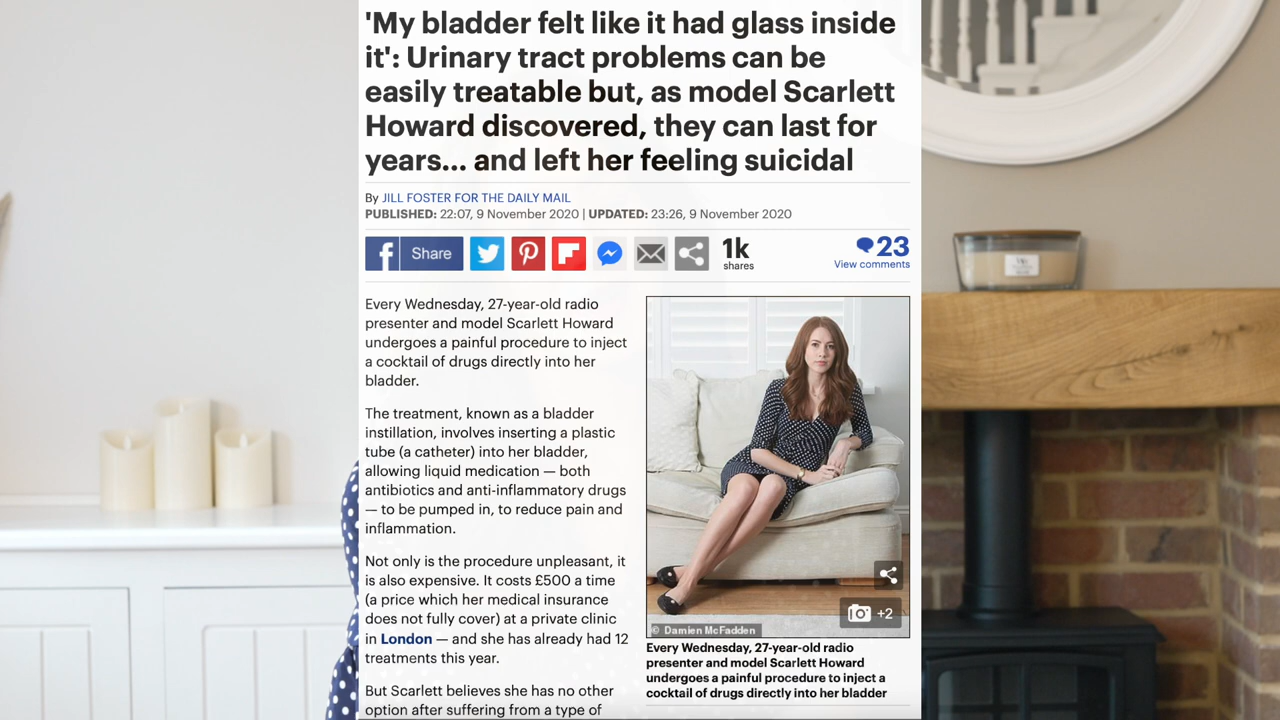 'My bladder felt like it had glass inside
it': Urinary tract problems can be
easily treatable but, as model Scarlett
Howard discovered, they can last for
years... and left her feeling suicidal
By JILL FOSTER FOR THE DAILY MAIL
PUBLISHED: 22:07, 9 November 2020 | UPDATED: 23:26, 9 November 2020
f Share
1k
shares
23
View comments
Every Wednesday, 27-year-old radio
presenter and model Scarlett Howard
undergoes a painful procedure to inject
a cocktail of drugs directly into her
bladder.
The treatment, known as a bladder
instillation, involves inserting a plastic
tube (a catheter) into her bladder,
allowing liquid medication — both
antibiotics and anti-inflammatory drugs
— to be pumped in, to reduce pain and
inflammation.
Not only is the procedure unpleasant, it
is also expensive. It costs £500 a time
(a price which her medical insurance
does not fully cover) at a private clinic
in London — and she has already had 12
treatments this year.
But Scarlett believes she has no other
option after suffering from a type of
+2
© Damien McFadden
Every Wednesday, 27-year-old radio
presenter and model Scarlett Howard
undergoes a painful procedure to inject a
cocktail of drugs directly into her bladder